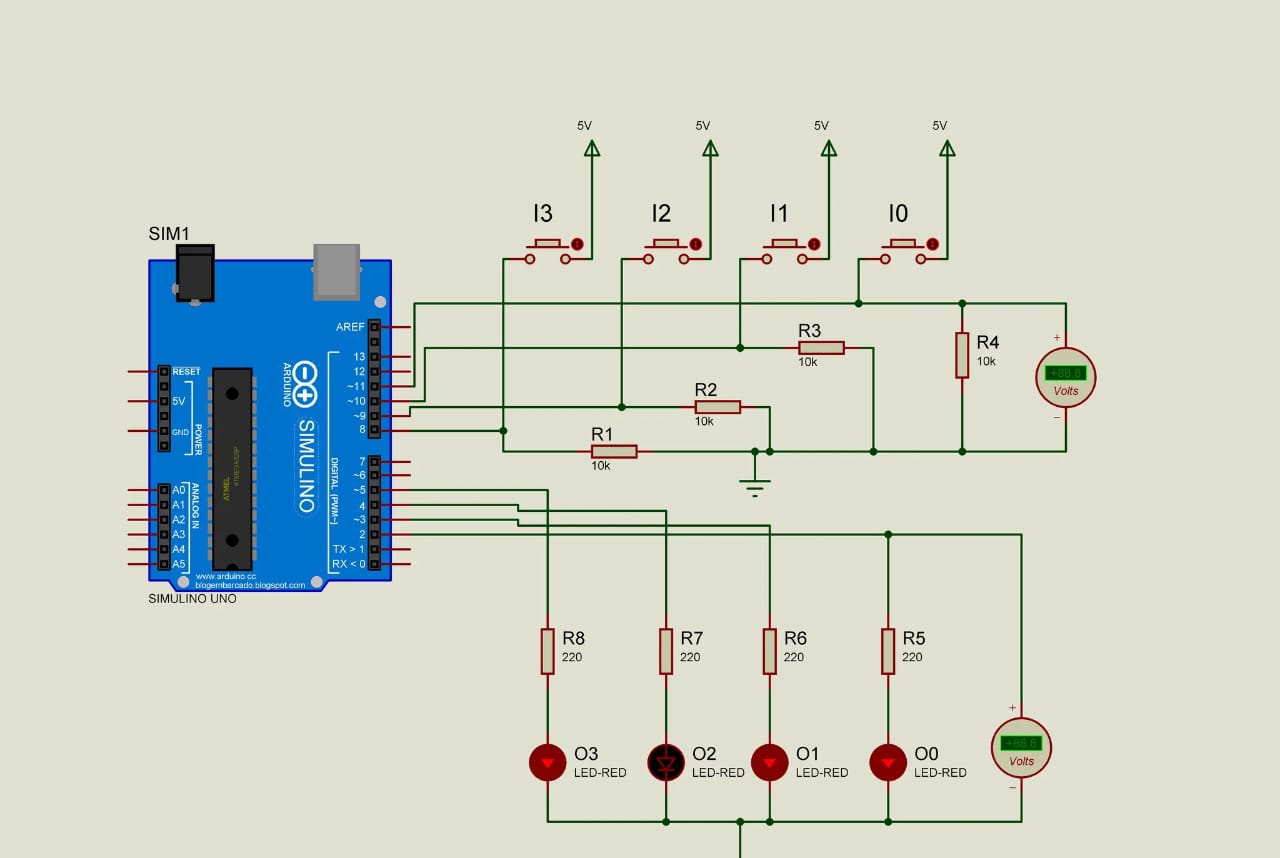 5V
5V
5V
5V
I3
I2
I1
I0
SIM1
AREF
13
12
~11
~10
~9
8
7
~6
~5
4
~3
2
TX > 1
RX < 0
RESET
5V
GND
POWER
A0
A1
A2
A3
A4
A5
ANALOG IN
ATMEL
ARDUINO
SIMULINO
DIGITAL (PWM~)
www.arduino.cc
blogembarcado.blogspot.com
SIMULINO UNO
R3
10k
R4
10k
+
+88.8
Volts
−
R2
10k
R1
10k
R8
220
R7
220
R6
220
R5
220
O3
LED-RED
O2
LED-RED
O1
LED-RED
O0
LED-RED
+
+88.8
Volts
−